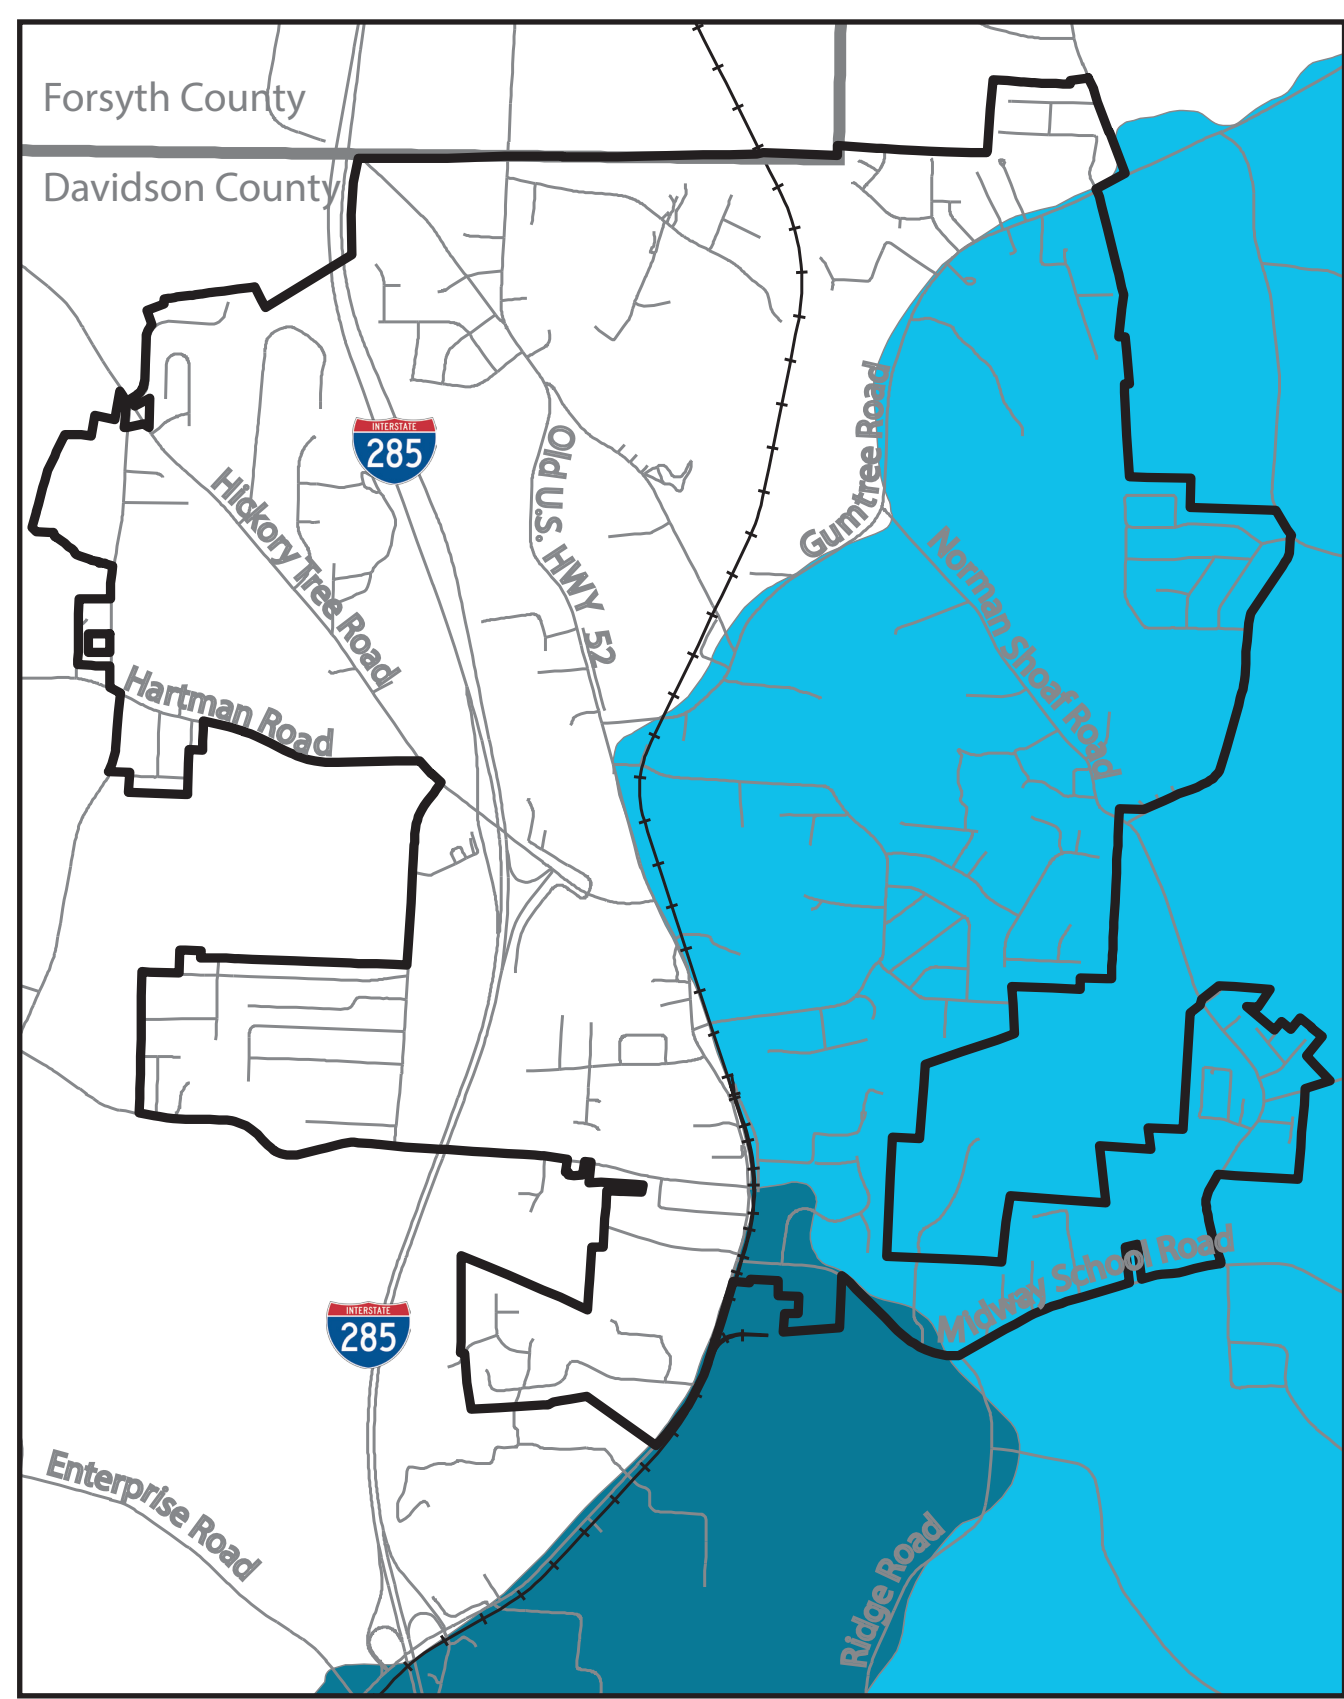 Forsyth County
Davidson County
INTERSTATE
285
Gumtree Road
Old U.S. HWY 52
Hickory Tree Road
Norman Shoaf Road
Hartman Road
Midway School Road
INTERSTATE
285
Enterprise Road
Ridge Road